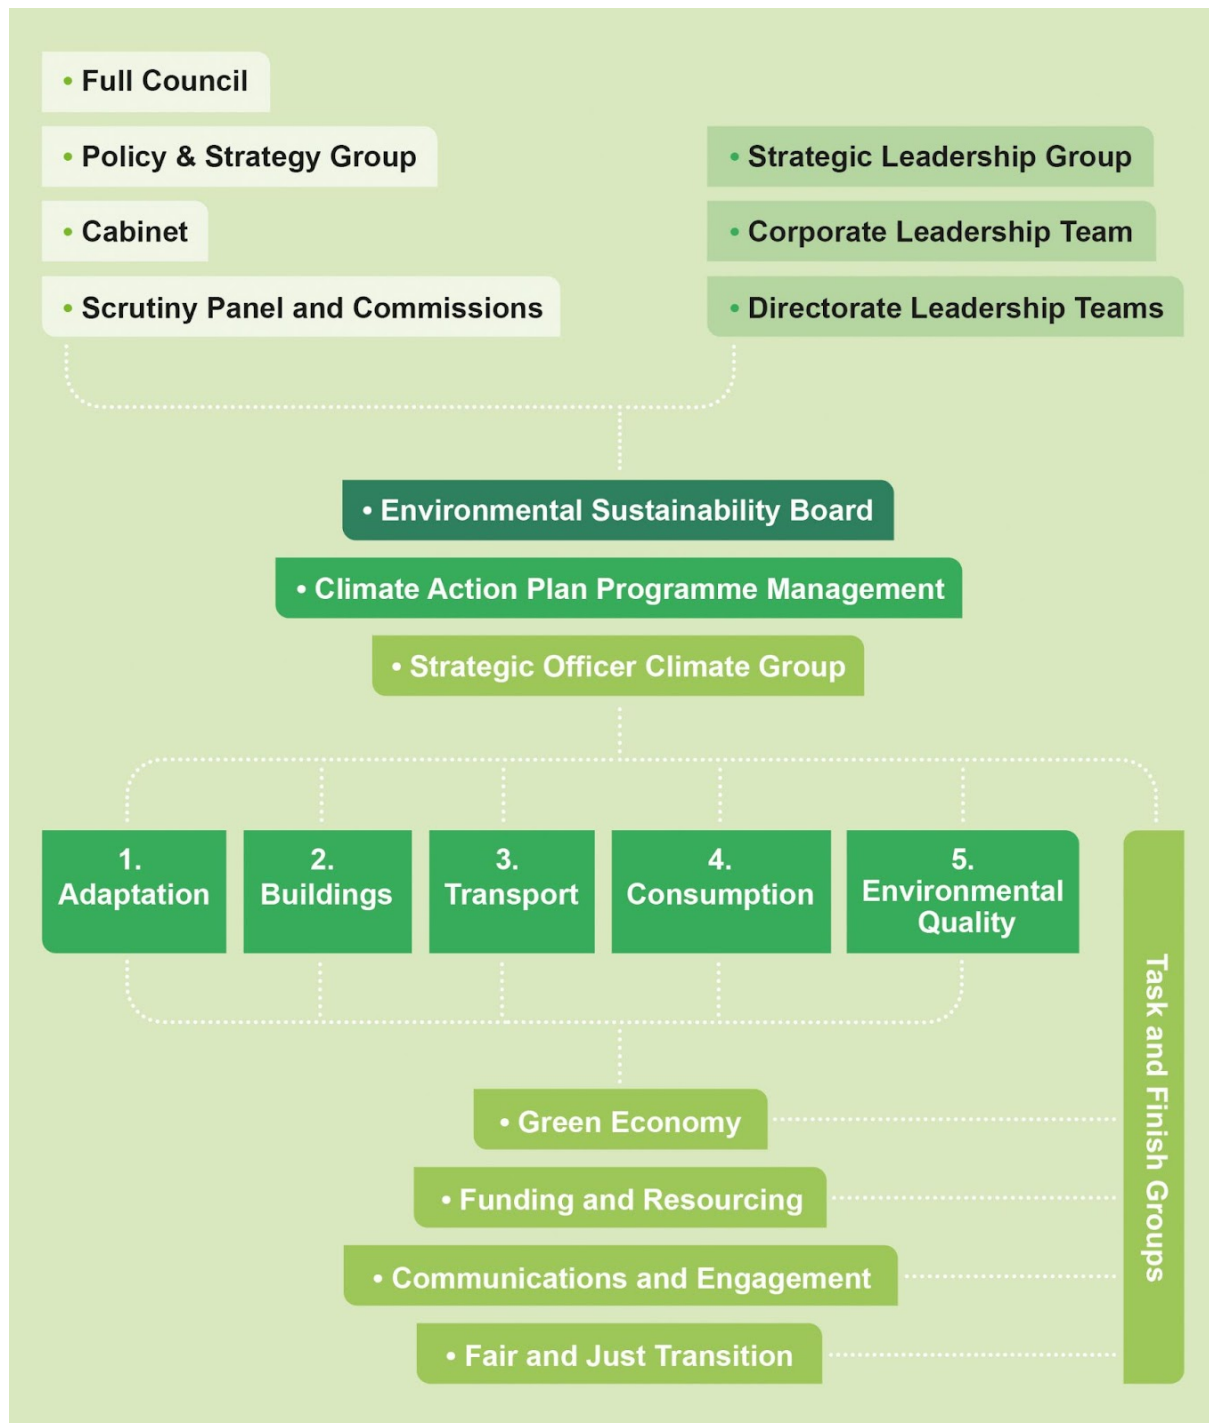 • Full Council
• Policy & Strategy Group
• Cabinet
• Scrutiny Panel and Commissions
• Strategic Leadership Group
• Corporate Leadership Team
• Directorate Leadership Teams
• Environmental Sustainability Board
• Climate Action Plan Programme Management
• Strategic Officer Climate Group
1.
Adaptation
2.
Buildings
3.
Transport
4.
Consumption
5.
Environmental
Quality
Task and Finish Groups
• Green Economy
• Funding and Resourcing
• Communications and Engagement
• Fair and Just Transition